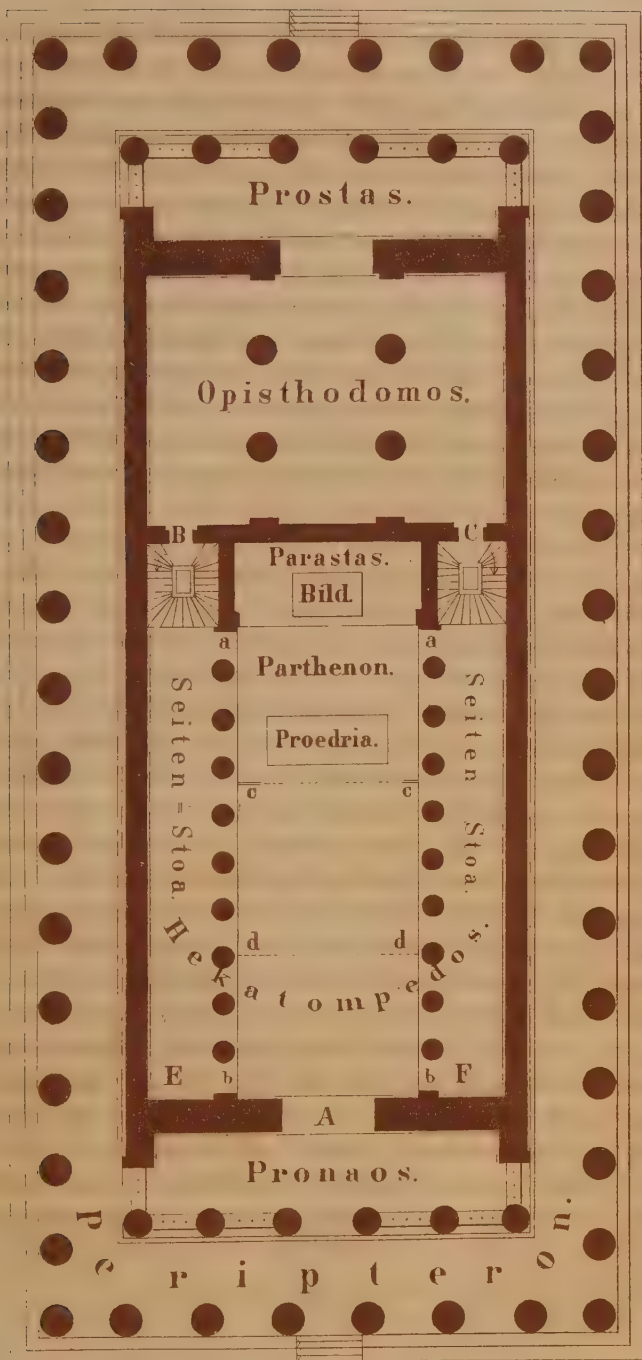 Prostas.
Opisthodomos.
B C
Parastas.
Bild.
a a
Parthenon.
Seiten = Stoa.
Seiten Stoa.
Proedria.
c c
d d
Hekatompedos.
E b b F
A
Pronaos.
Peripteron.